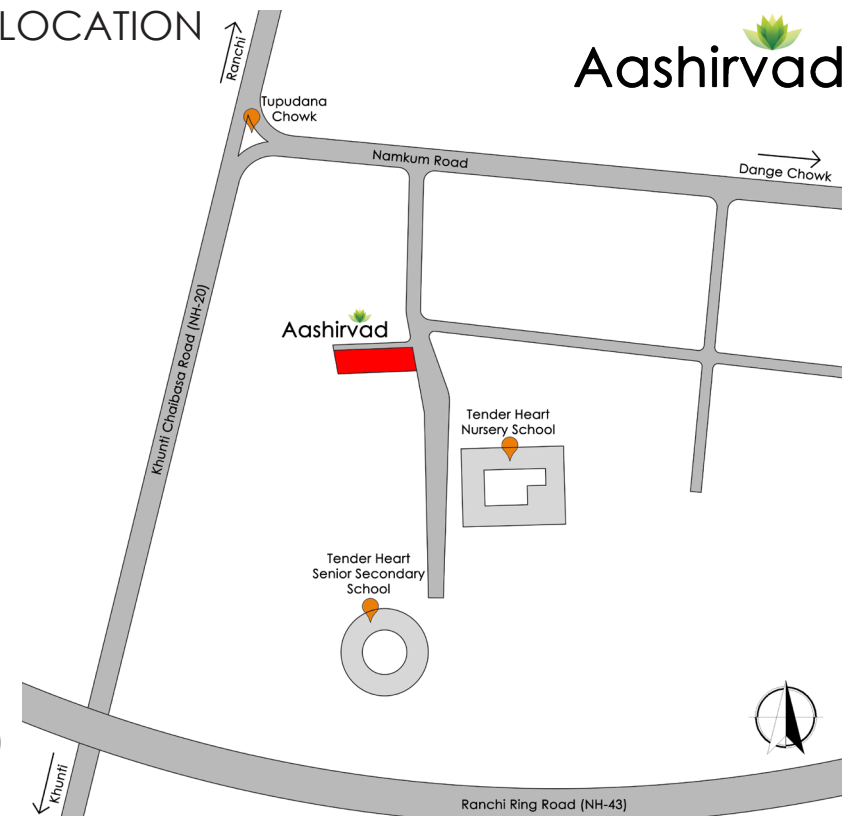 LOCATION
Aashirvad
Ranchi
Tupudana
Chowk
Namkum Road
Dange Chowk
Khunti Chaibasa Road (NH-20)
Aashirvad
Tender Heart
Nursery School
Tender Heart
Senior Secondary
School
Khunti
Ranchi Ring Road (NH-43)